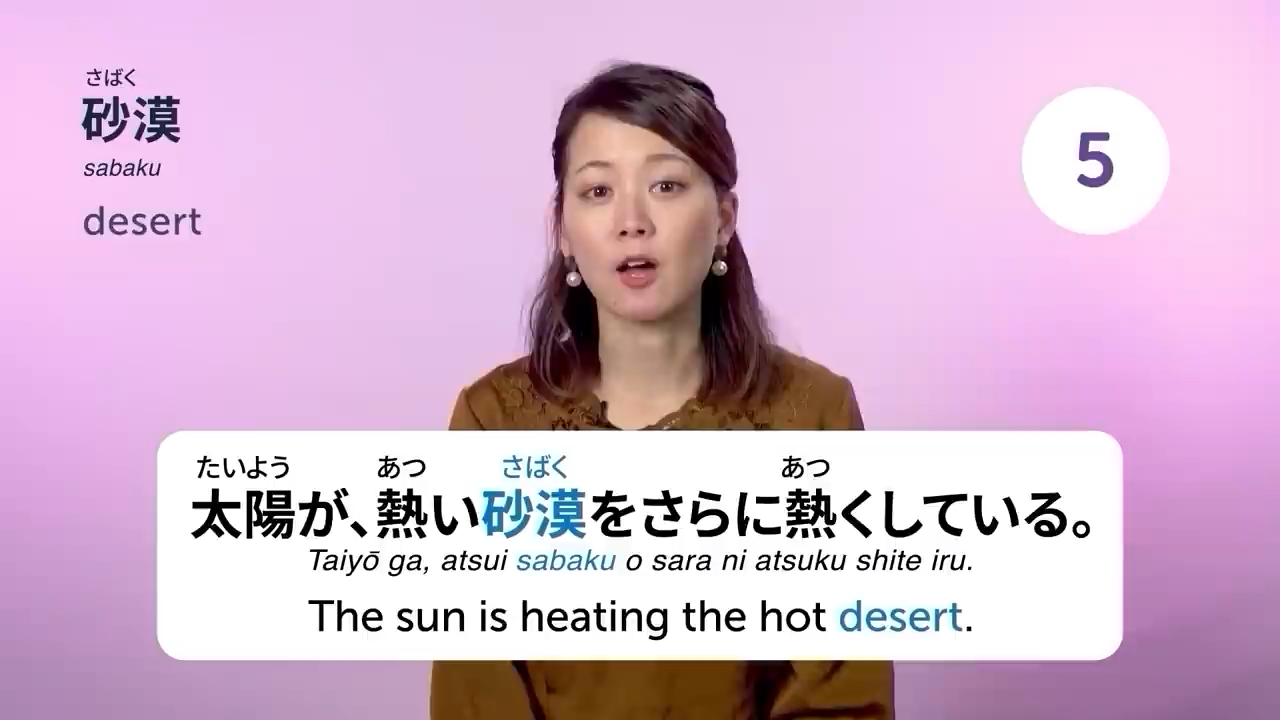 さばく
砂漠
sabaku
desert
5
たいよう あつ さばく あつ
太陽が、熱い砂漠をさらに熱くしている。
Taiyō ga, atsui sabaku o sara ni atsuku shite iru.
The sun is heating the hot desert.